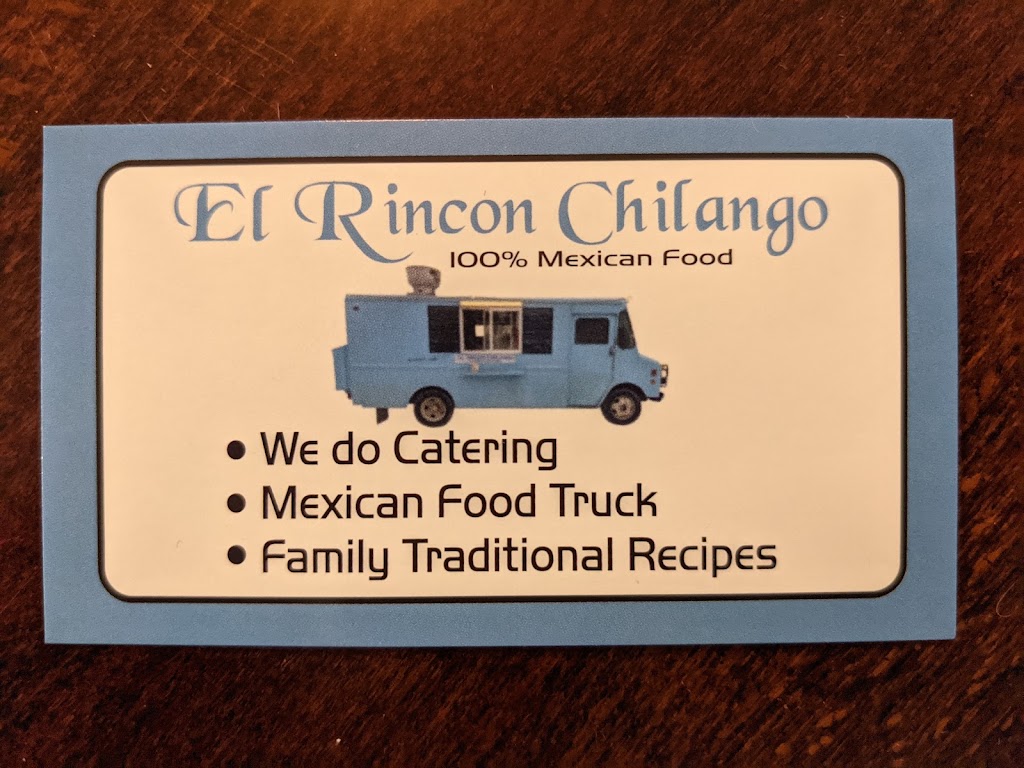 El Rincon Chilango
100% Mexican Food
• We do Catering
• Mexican Food Truck
• Family Traditional Recipes